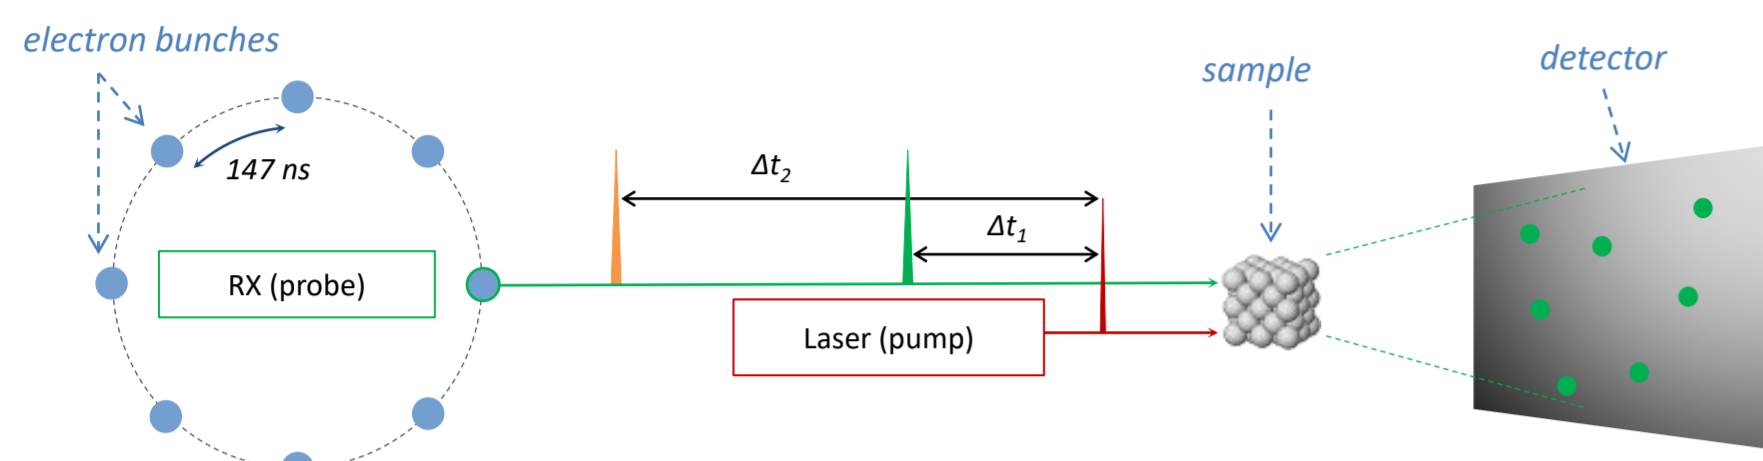 electron bunches
147 ns
RX (probe)
Δt2
Δt1
Laser (pump)
sample
detector